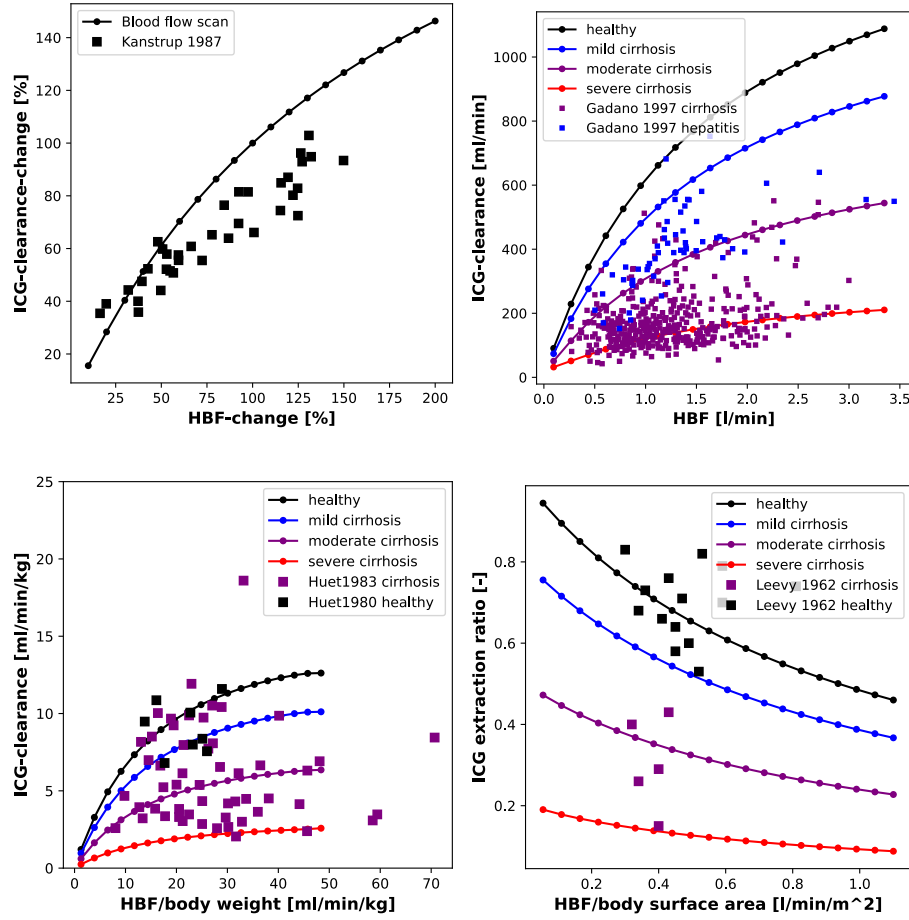 Blood flow scan
Kanstrup 1987
140
120
100
80
60
40
20
ICG-clearance-change [%]
25
50
75
100
125
150
175
200
HBF-change [%]
healthy
mild cirrhosis
moderate cirrhosis
severe cirrhosis
Gadano 1997 cirrhosis
Gadano 1997 hepatitis
1000
800
600
400
200
0
ICG-clearance [ml/min]
0.0
0.5
1.0
1.5
2.0
2.5
3.0
3.5
HBF [l/min]
healthy
mild cirrhosis
moderate cirrhosis
severe cirrhosis
Huet1983 cirrhosis
Huet1980 healthy
25
20
15
10
5
0
ICG-clearance [ml/min/kg]
0
10
20
30
40
50
60
70
HBF/body weight [ml/min/kg]
healthy
mild cirrhosis
moderate cirrhosis
severe cirrhosis
Leevy 1962 cirrhosis
Leevy 1962 healthy
0.8
0.6
0.4
0.2
ICG extraction ratio [-]
0.2
0.4
0.6
0.8
1.0
HBF/body surface area [l/min/m^2]